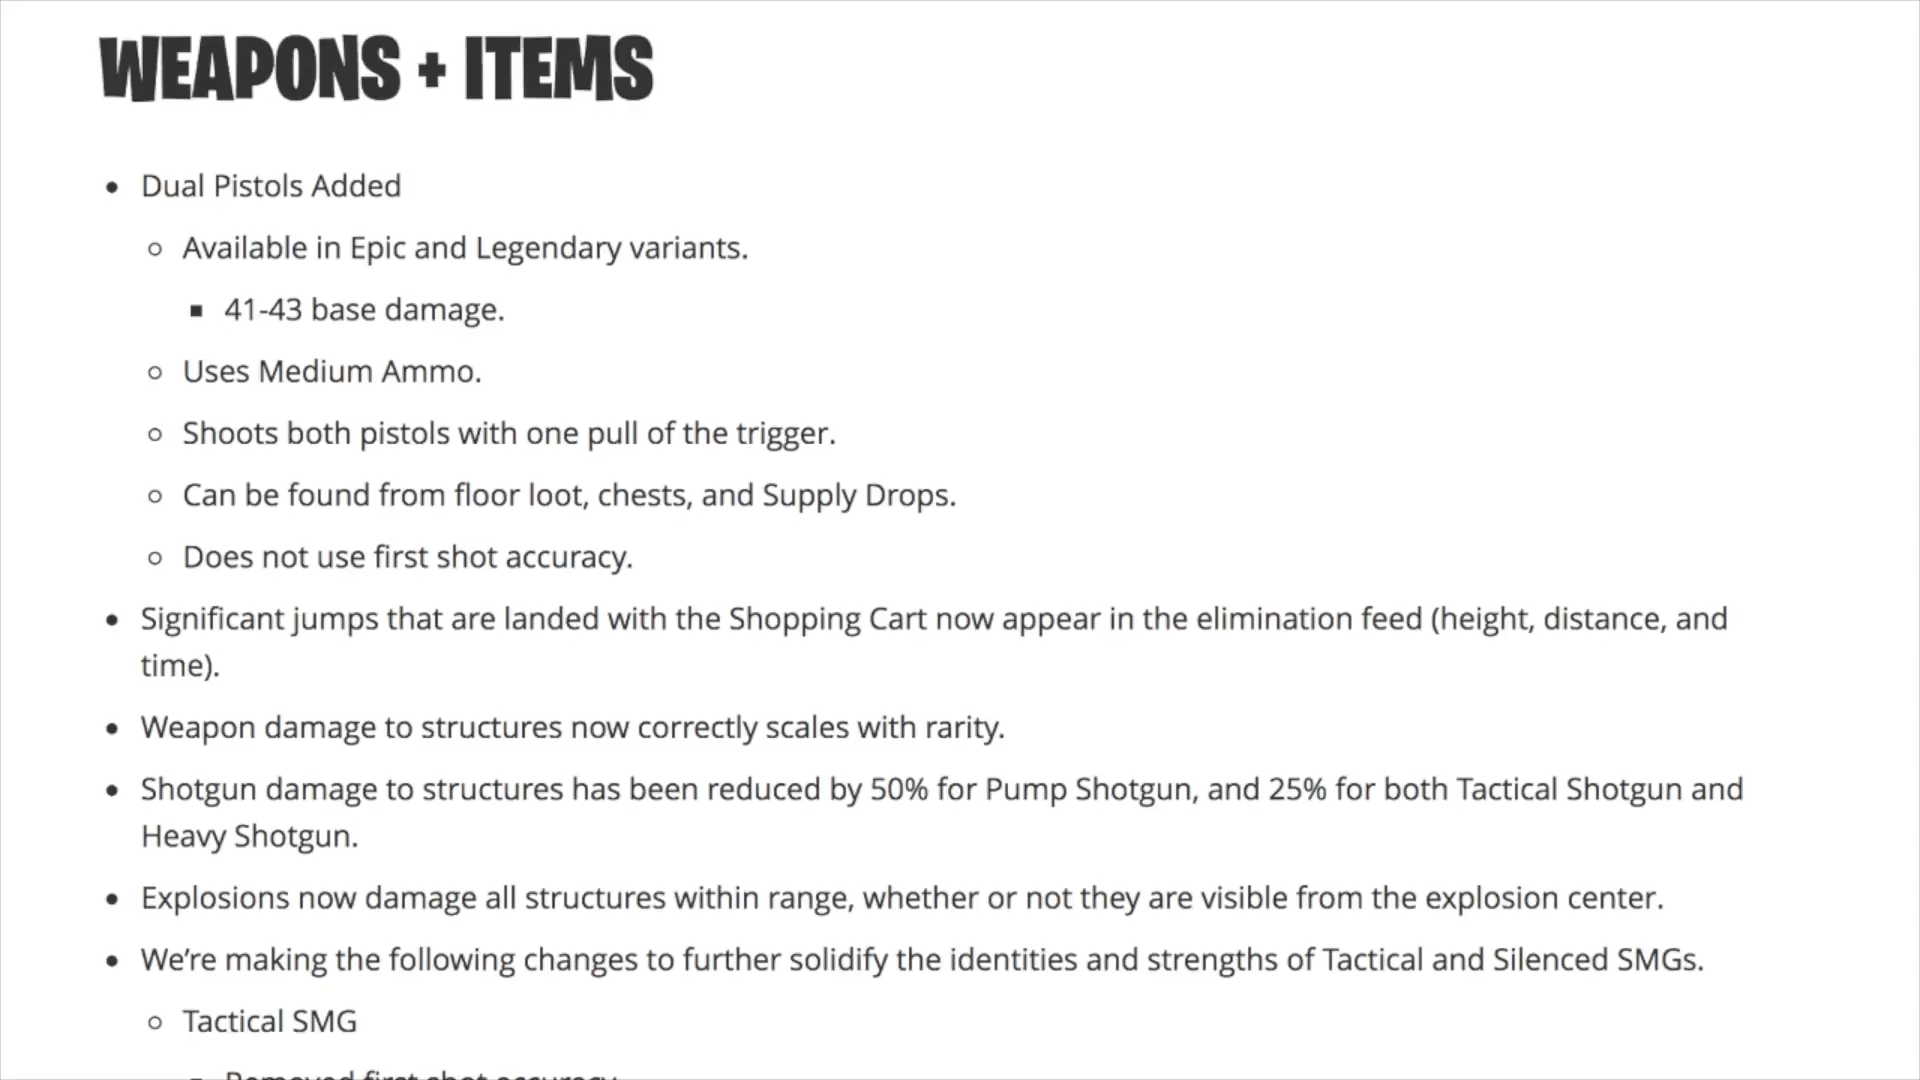 WEAPONS + ITEMS
Dual Pistols Added
Available in Epic and Legendary variants.
41-43 base damage.
Uses Medium Ammo.
Shoots both pistols with one pull of the trigger.
Can be found from floor loot, chests, and Supply Drops.
Does not use first shot accuracy.
Significant jumps that are landed with the Shopping Cart now appear in the elimination feed (height, distance, and
time).
Weapon damage to structures now correctly scales with rarity.
Shotgun damage to structures has been reduced by 50% for Pump Shotgun, and 25% for both Tactical Shotgun and
Heavy Shotgun.
Explosions now damage all structures within range, whether or not they are visible from the explosion center.
We’re making the following changes to further solidify the identities and strengths of Tactical and Silenced SMGs.
Tactical SMG
Removed first shot accuracy